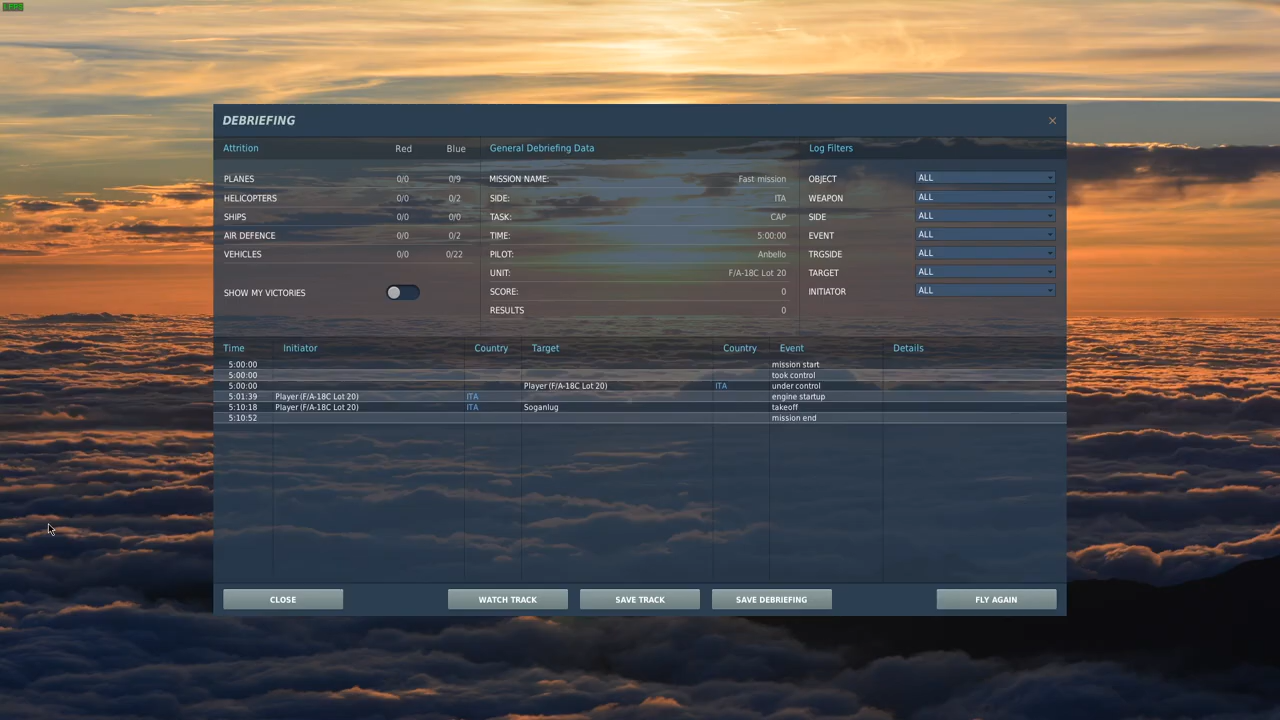 DEBRIEFING
Attrition Red Blue
PLANES 0/0 0/9
HELICOPTERS 0/0 0/2
SHIPS 0/0 0/0
AIR DEFENCE 0/0 0/2
VEHICLES 0/0 0/22
SHOW MY VICTORIES
General Debriefing Data
MISSION NAME: Fast mission
SIDE: ITA
TASK: CAP
TIME: 5:00:00
PILOT: Anbello
UNIT: F/A-18C Lot 20
SCORE: 0
RESULTS 0
Log Filters
OBJECT ALL
WEAPON ALL
SIDE ALL
EVENT ALL
TRGSIDE ALL
TARGET ALL
INITIATOR ALL
Time Initiator Country Target Country Event Details
5:00:00 mission start
5:00:00 took control
5:00:00 Player (F/A-18C Lot 20) ITA under control
5:01:39 Player (F/A-18C Lot 20) ITA engine startup
5:10:18 Player (F/A-18C Lot 20) ITA Soganlug takeoff
5:10:52 mission end
CLOSE WATCH TRACK SAVE TRACK SAVE DEBRIEFING FLY AGAIN